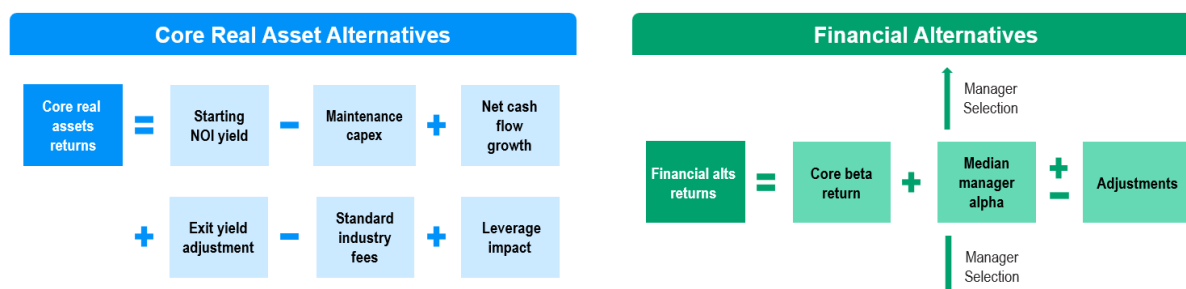 Core Real Asset Alternatives
Core real
assets
returns
=
Starting
NOI yield
−
Maintenance
capex
+
Net cash
flow
growth
+
Exit yield
adjustment
−
Standard
industry
fees
+
Leverage
impact
Financial Alternatives
Manager
Selection
Financial alts
returns
=
Core beta
return
+
Median
manager
alpha
+
−
Adjustments
Manager
Selection